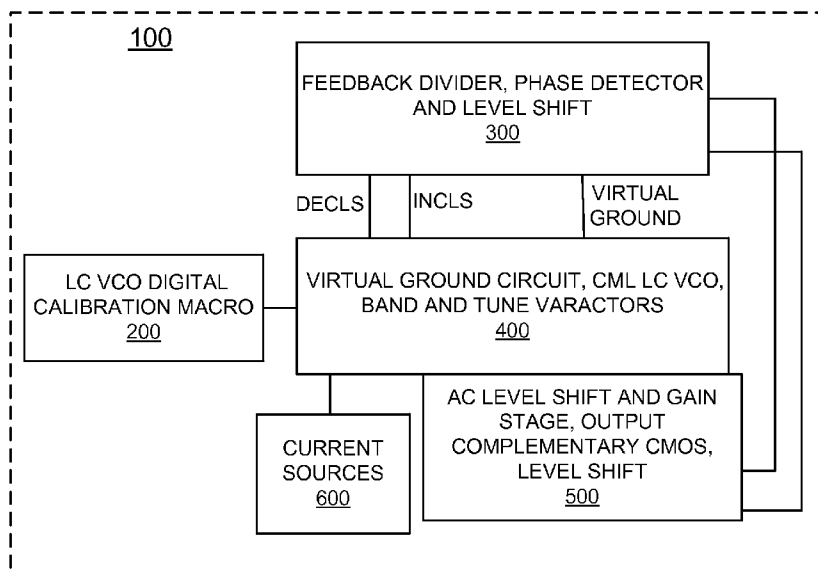 100
FEEDBACK DIVIDER, PHASE DETECTOR
AND LEVEL SHIFT
300
DECLS
INCLS
VIRTUAL
GROUND
LC VCO DIGITAL
CALIBRATION MACRO
200
VIRTUAL GROUND CIRCUIT, CML LC VCO,
BAND AND TUNE VARACTORS
400
CURRENT
SOURCES
600
AC LEVEL SHIFT AND GAIN
STAGE, OUTPUT
COMPLEMENTARY CMOS,
LEVEL SHIFT
500